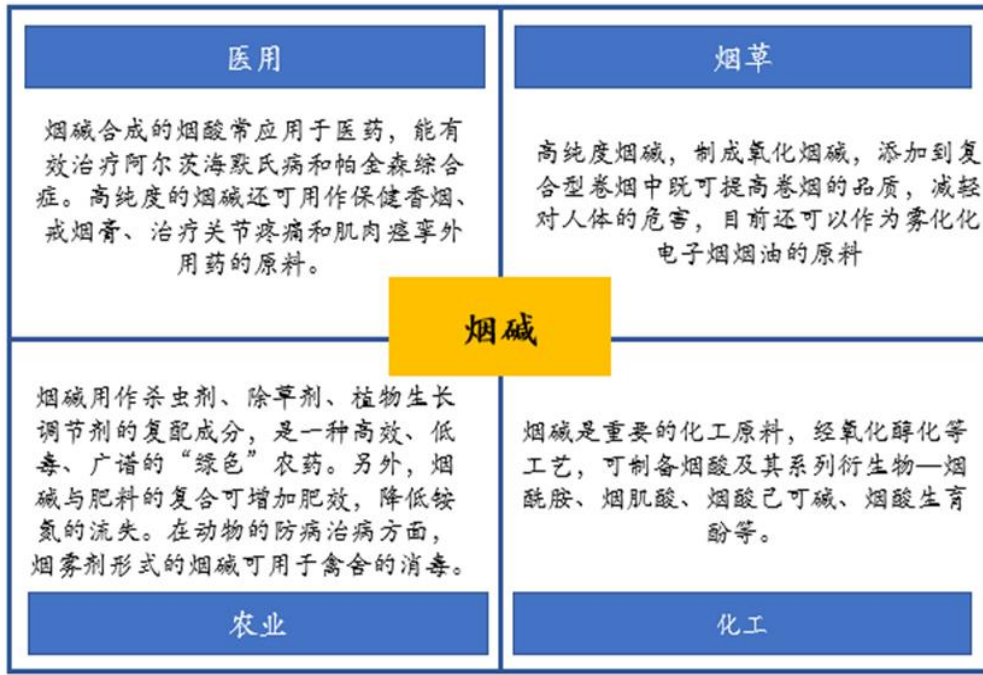 医用
烟碱合成的烟酸常应用于医药，能有
效治疗阿尔茨海默氏病和帕金森综合
症。高纯度的烟碱还可用作保健香烟、
戒烟膏、治疗关节疼痛和肌肉痉挛外
用药的原料。
烟草
高纯度烟碱，制成氧化烟碱，添加到复
合型卷烟中既可提高卷烟的品质，减轻
对人体的危害，目前还可以作为雾化化
电子烟烟油的原料
烟碱
烟碱用作杀虫剂、除草剂、植物生长
调节剂的复配成分，是一种高效、低
毒、广谱的“绿色”农药。另外，烟
碱与肥料的复合可增加肥效，降低铵
氮的流失。在动物的防病治病方面，
烟雾剂形式的烟碱可用于禽舍的消毒。
农业
烟碱是重要的化工原料，经氧化醇化等
工艺，可制备烟酸及其系列衍生物—烟
酰胺、烟肌酸、烟酸己可碱、烟酸生育
酚等。
化工